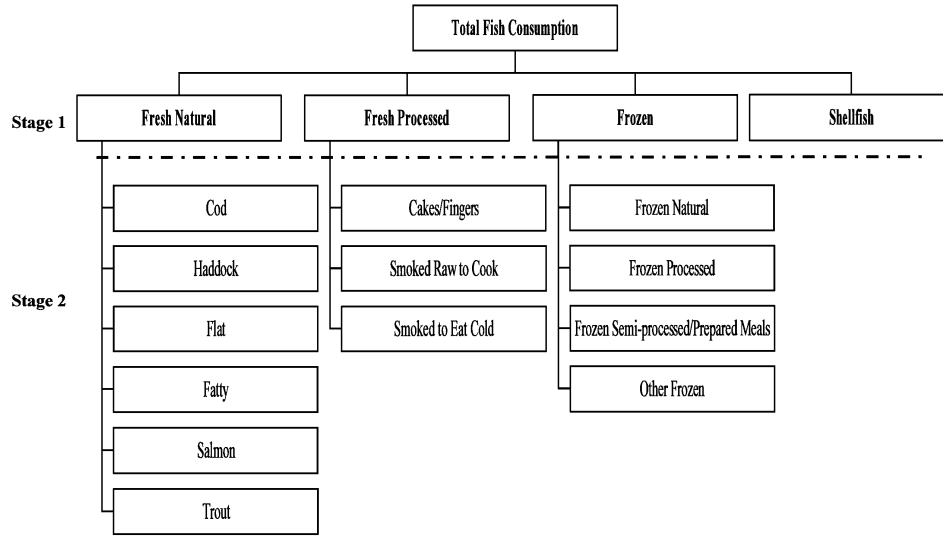 Total Fish Consumption
Stage 1
Fresh Natural
Fresh Processed
Frozen
Shellfish
Stage 2
Cod
Haddock
Flat
Fatty
Salmon
Trout
Cakes/Fingers
Smoked Raw to Cook
Smoked to Eat Cold
Frozen Natural
Frozen Processed
Frozen Semi-processed/Prepared Meals
Other Frozen